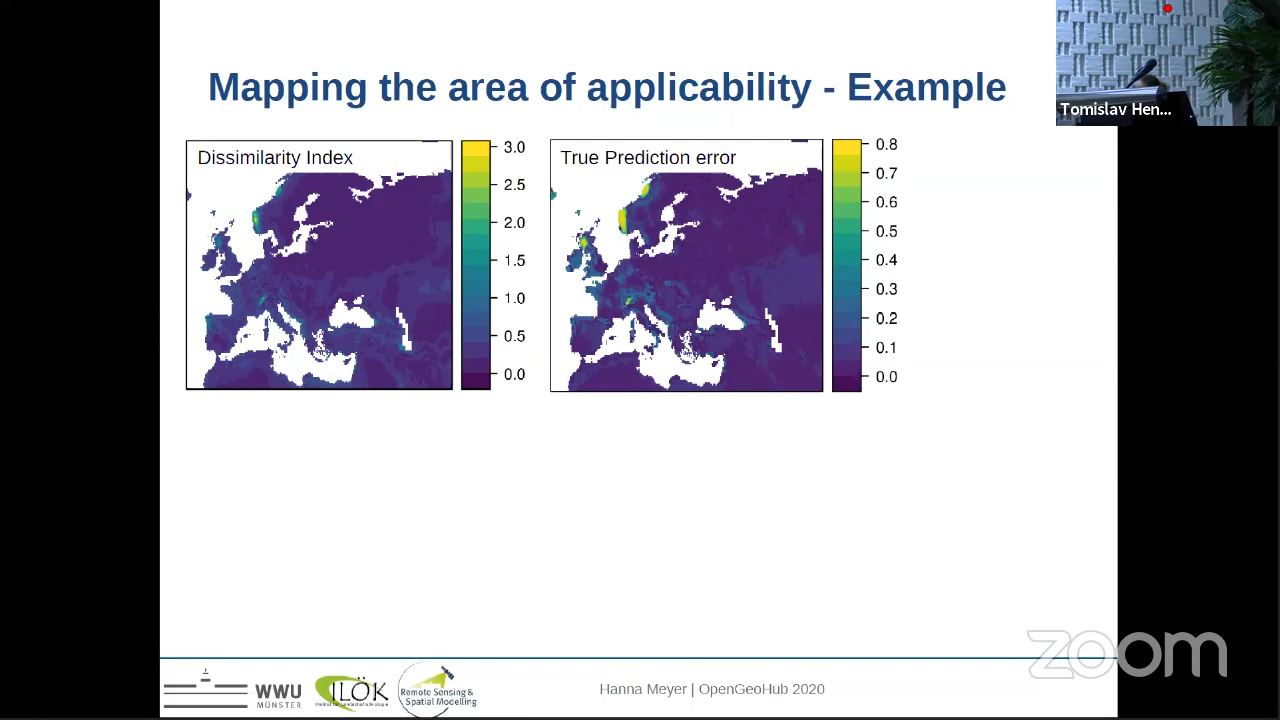 Mapping the area of applicability - Example
Tomislav Hen...
Dissimilarity Index
3.0
2.5
2.0
1.5
1.0
0.5
0.0
True Prediction error
0.8
0.7
0.6
0.5
0.4
0.3
0.2
0.1
0.0
zoom
WWU
MÜNSTER
ILÖK
Institut für Landschaftsökologie
Remote Sensing &
Spatial Modelling
Hanna Meyer | OpenGeoHub 2020